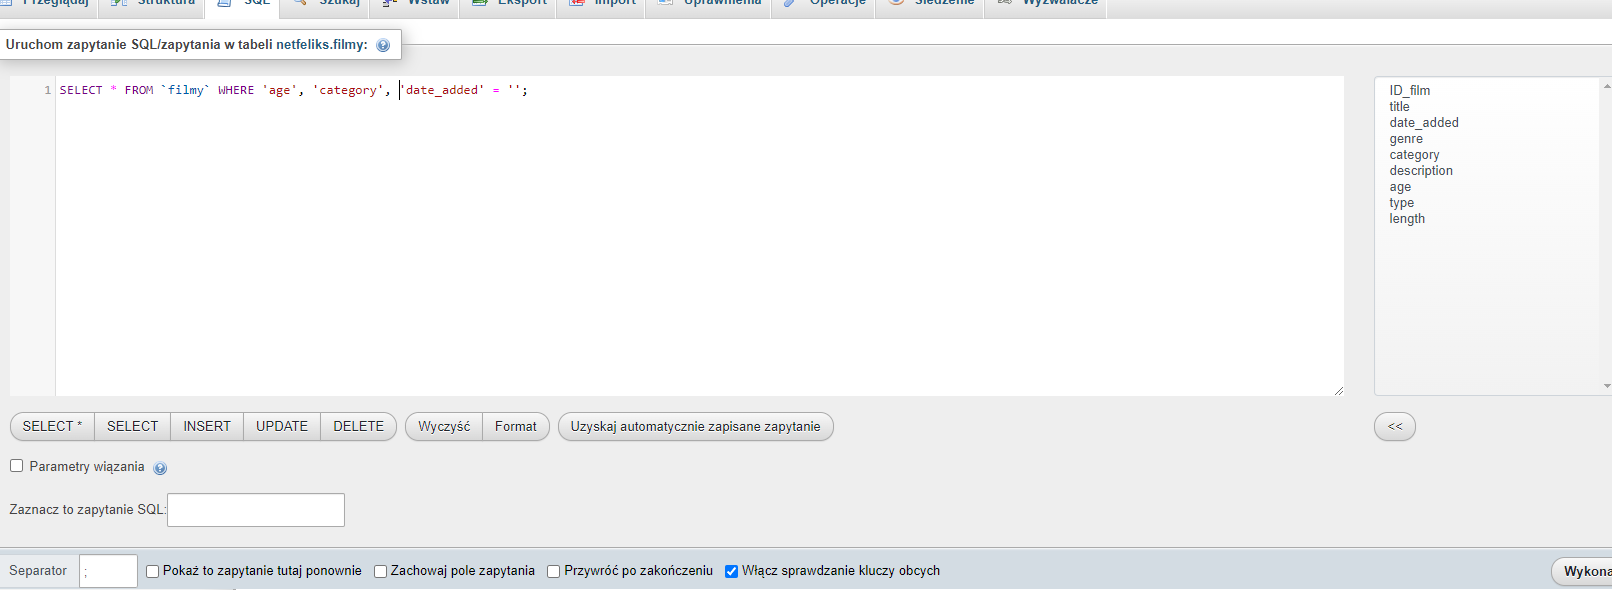 Przeglądaj Struktura SQL Szukaj Wstaw Eksport Import Uprawnienia Operacje Śledzenie Wyzwalacze
Uruchom zapytanie SQL/zapytania w tabeli netfeliks.filmy:
1 SELECT * FROM `filmy` WHERE 'age', 'category', 'date_added' = '';
ID_film
title
date_added
genre
category
description
age
type
length
SELECT * SELECT INSERT UPDATE DELETE Wyczyść Format Uzyskaj automatycznie zapisane zapytanie <<
Parametry wiązania
Zaznacz to zapytanie SQL:
Separator ; Pokaż to zapytanie tutaj ponownie Zachowaj pole zapytania Przywróć po zakończeniu Włącz sprawdzanie kluczy obcych Wykona